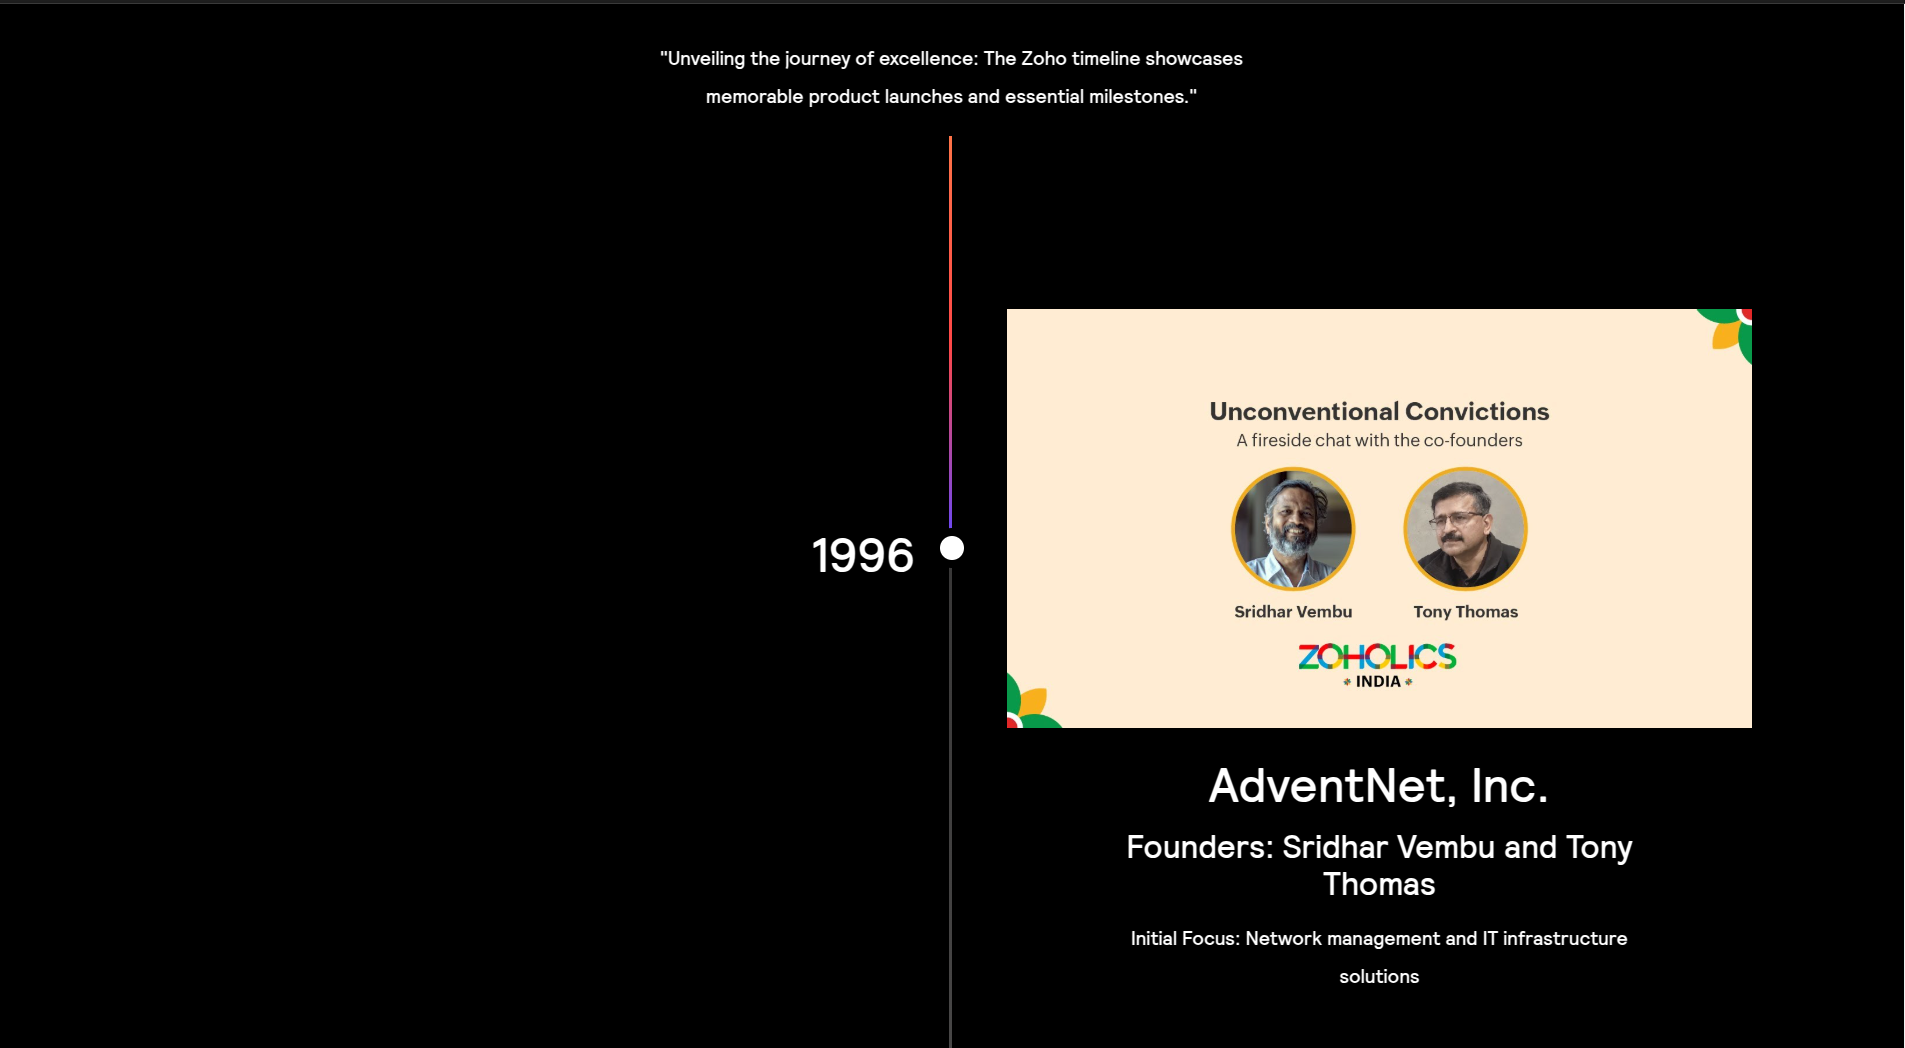 "Unveiling the journey of excellence: The Zoho timeline showcases
memorable product launches and essential milestones."
1996
Unconventional Convictions
A fireside chat with the co-founders
Sridhar Vembu
Tony Thomas
ZOHOLICS
INDIA
AdventNet, Inc.
Founders: Sridhar Vembu and Tony
Thomas
Initial Focus: Network management and IT infrastructure
solutions